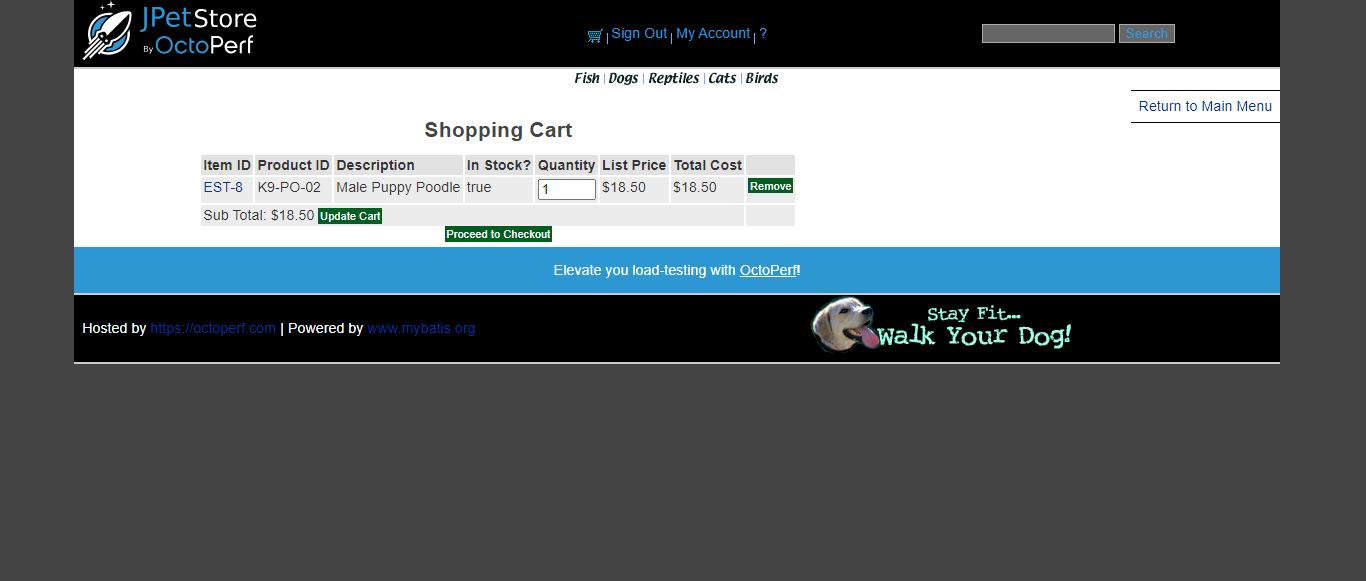 JPetStore
By OctoPerf
Sign Out | My Account | ?
Search
Fish | Dogs | Reptiles | Cats | Birds
Return to Main Menu
Shopping Cart
Item ID Product ID Description In Stock? Quantity List Price Total Cost
EST-8 K9-PO-02 Male Puppy Poodle true 1 $18.50 $18.50 Remove
Sub Total: $18.50 Update Cart
Proceed to Checkout
Elevate you load-testing with OctoPerf!
Hosted by https://octoperf.com | Powered by www.mybatis.org
Stay Fit...
Walk Your Dog!